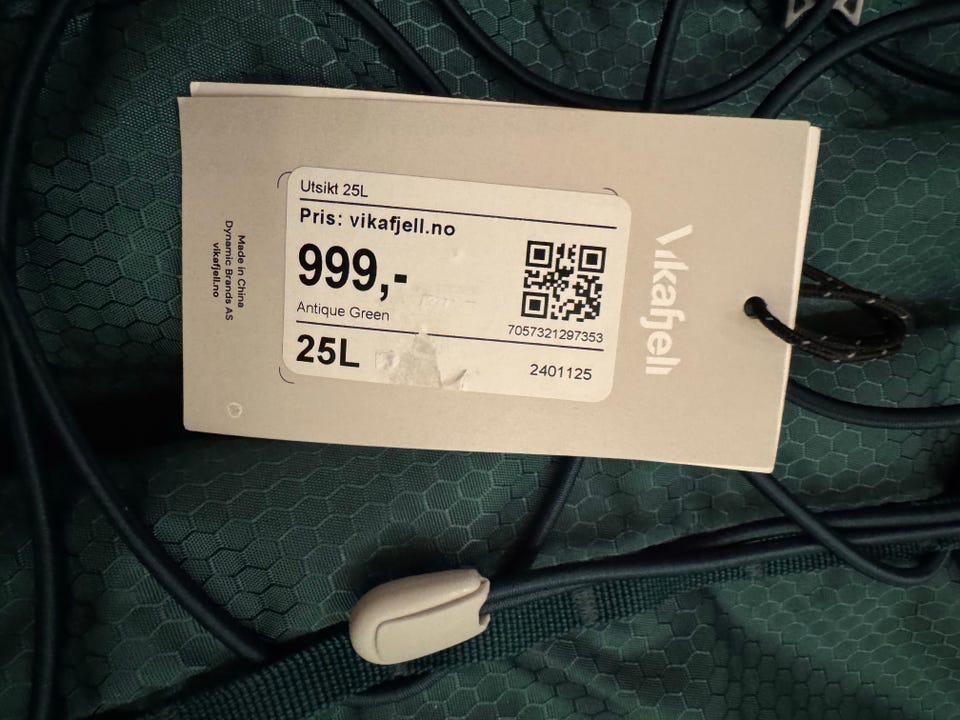 Utsikt 25L
Pris: vikafjell.no
999,-
Antique Green
7057321297353
25L
2401125
vikafjell
Made in China
Dynamic Brands AS
vikafjell.no